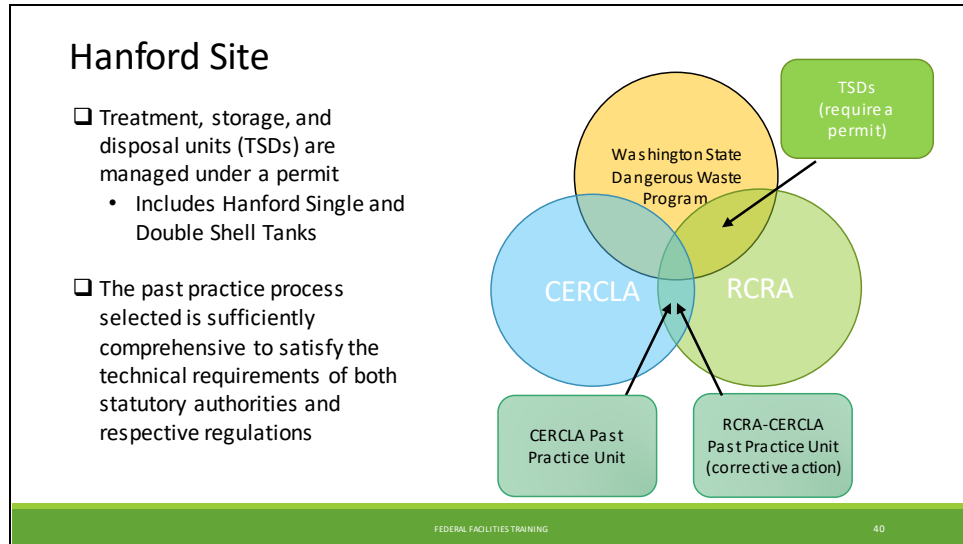 Hanford Site
❑ Treatment, storage, and
disposal units (TSDs) are
managed under a permit
• Includes Hanford Single and
Double Shell Tanks
❑ The past practice process
selected is sufficiently
comprehensive to satisfy the
technical requirements of both
statutory authorities and
respective regulations
TSDs
(require a
permit)
Washington State
Dangerous Waste
Program
CERCLA
RCRA
CERCLA Past
Practice Unit
RCRA-CERCLA
Past Practice Unit
(corrective action)
FEDERAL FACILITIES TRAINING
40